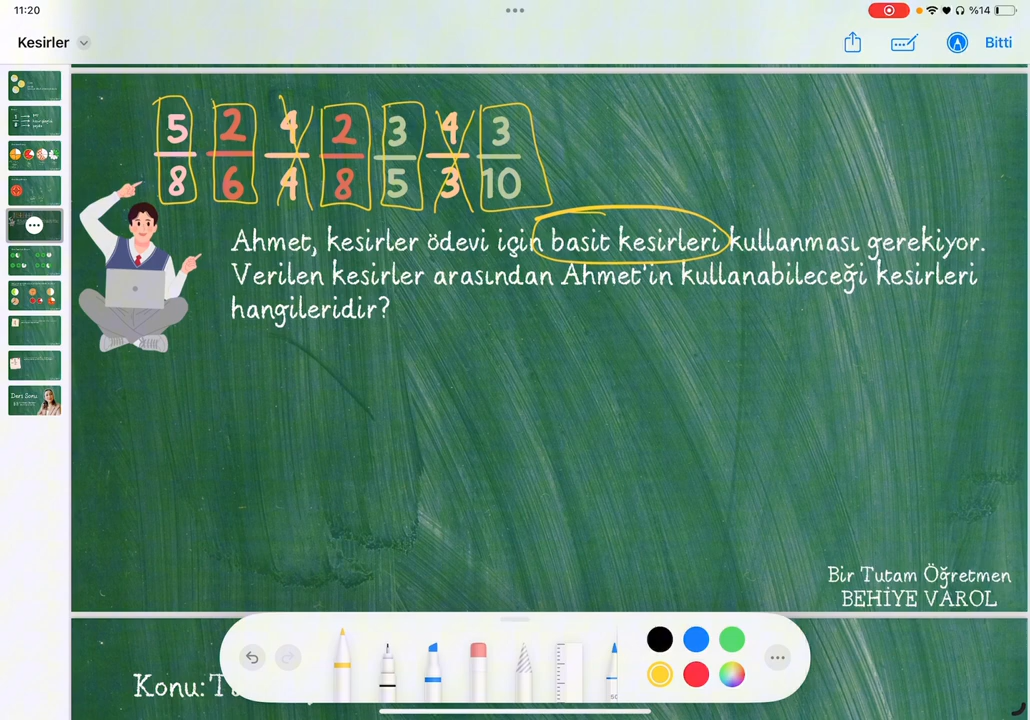 11:20
%14
Kesirler
Bitti
5 2 4 2 3 4 3
8 6 4 8 5 3 10
Ahmet, kesirler ödevi için basit kesirleri kullanması gerekiyor.
Verilen kesirler arasından Ahmet'in kullanabileceği kesirleri
hangileridir?
Bir Tutam Öğretmen
BEHİYE VAROL
Ders Sonu
Konu: